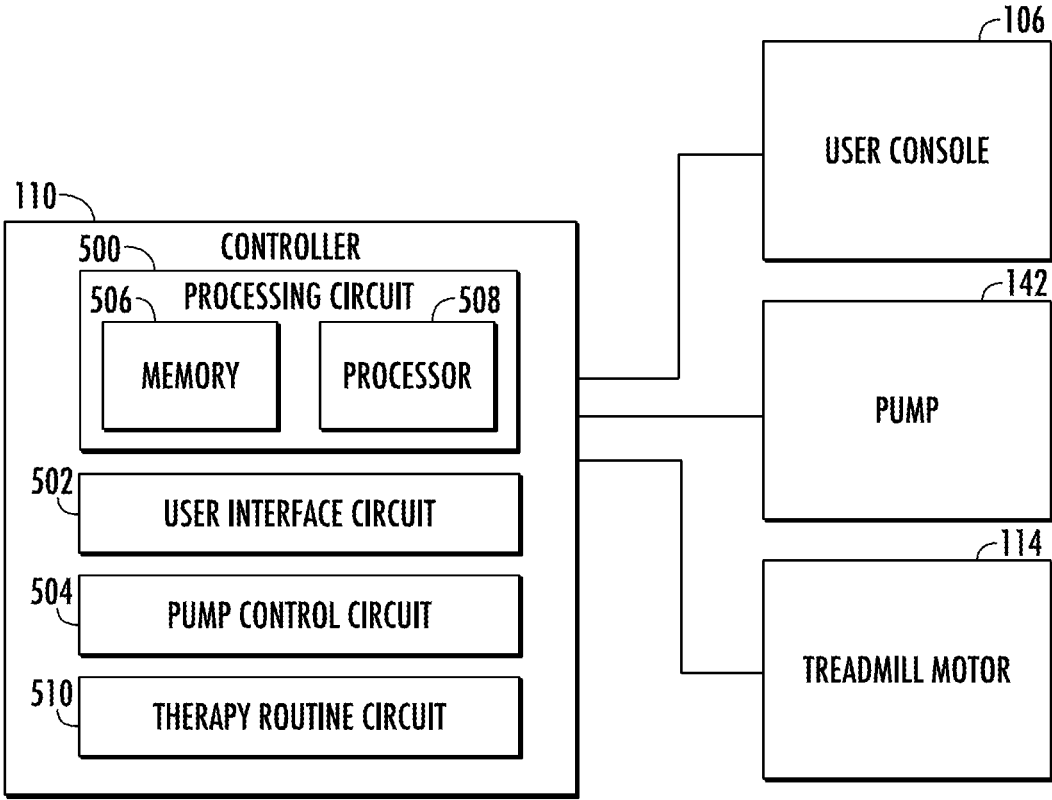 106
USER CONSOLE
110
CONTROLLER
500
PROCESSING CIRCUIT
506
508
MEMORY
PROCESSOR
142
PUMP
502
USER INTERFACE CIRCUIT
504
PUMP CONTROL CIRCUIT
510
THERAPY ROUTINE CIRCUIT
114
TREADMILL MOTOR